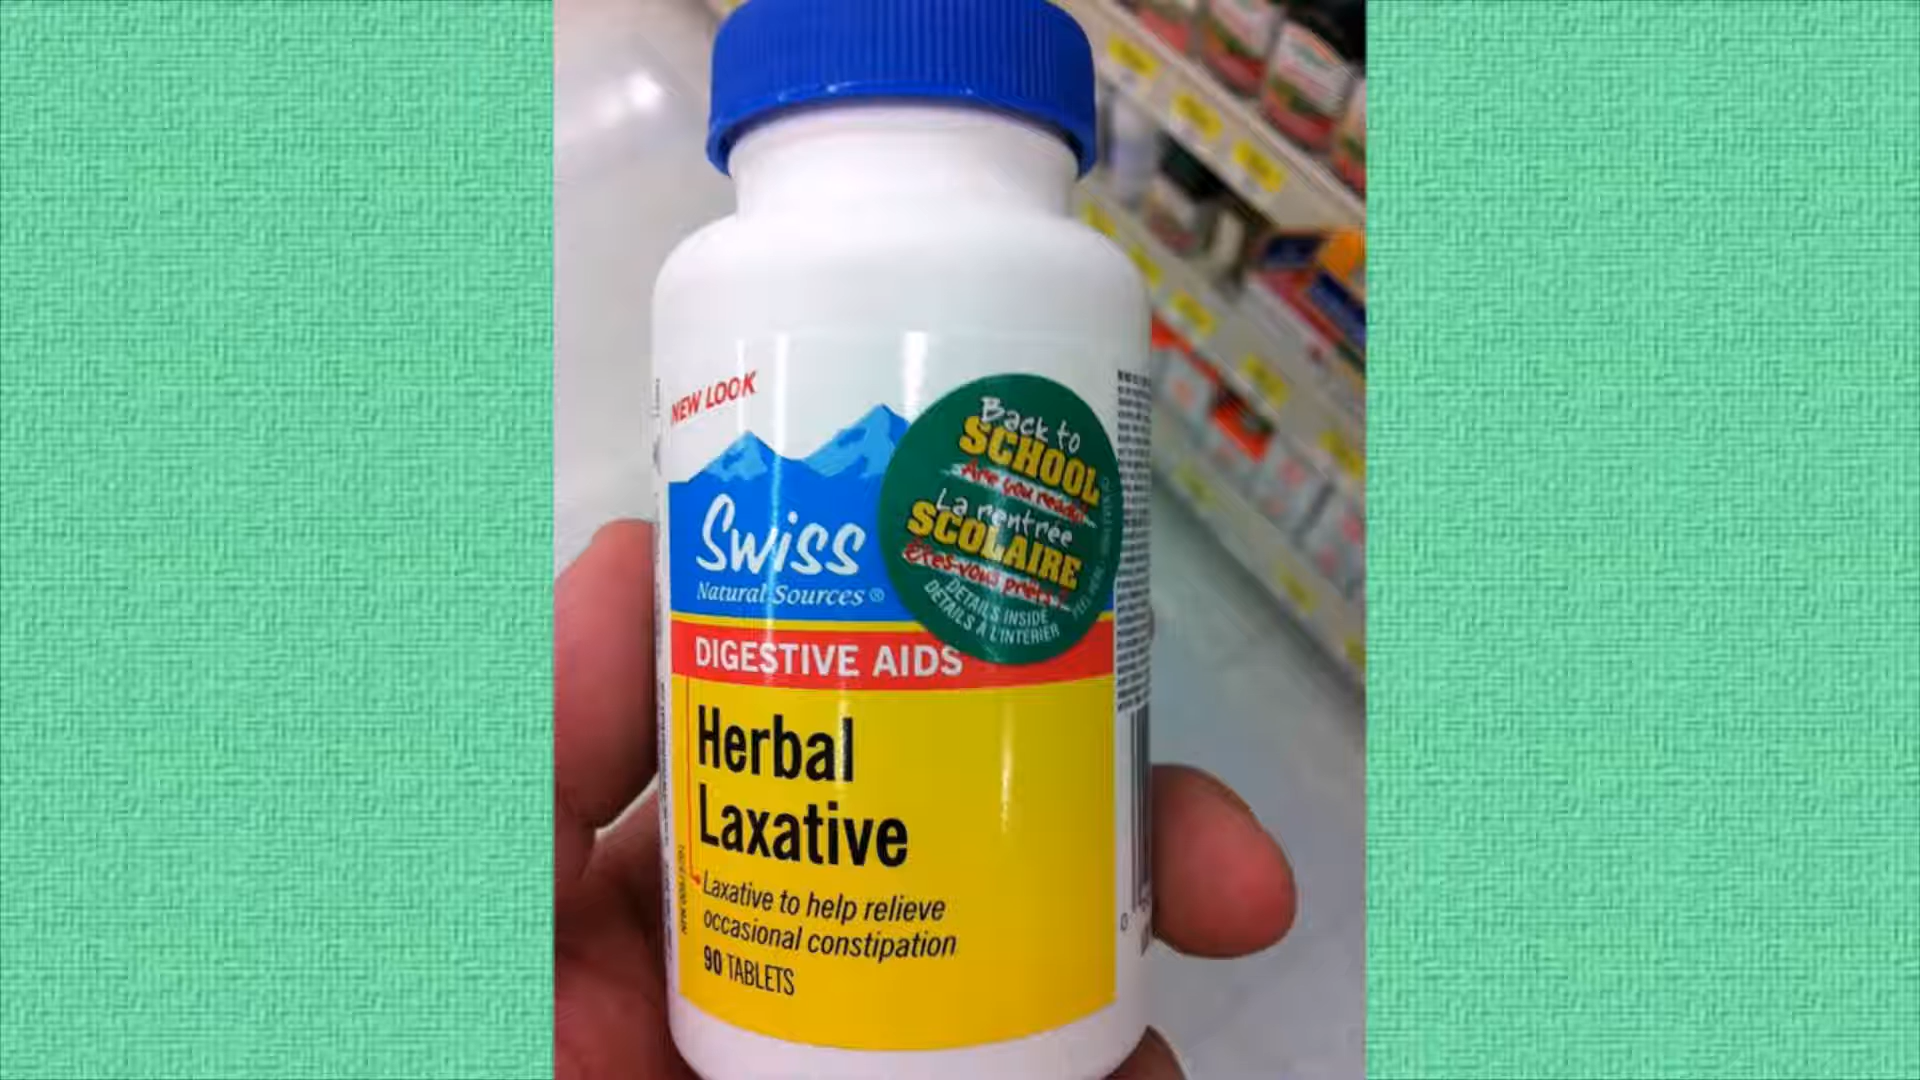 NEW LOOK
Swiss
Natural Sources®
Back to
SCHOOL
Are you ready?
La rentrée
SCOLAIRE
Êtes-vous prêts?
DETAILS INSIDE
DÉTAILS À L'INTÉRIER
DIGESTIVE AIDS
Herbal
Laxative
Laxative to help relieve
occasional constipation
90 TABLETS